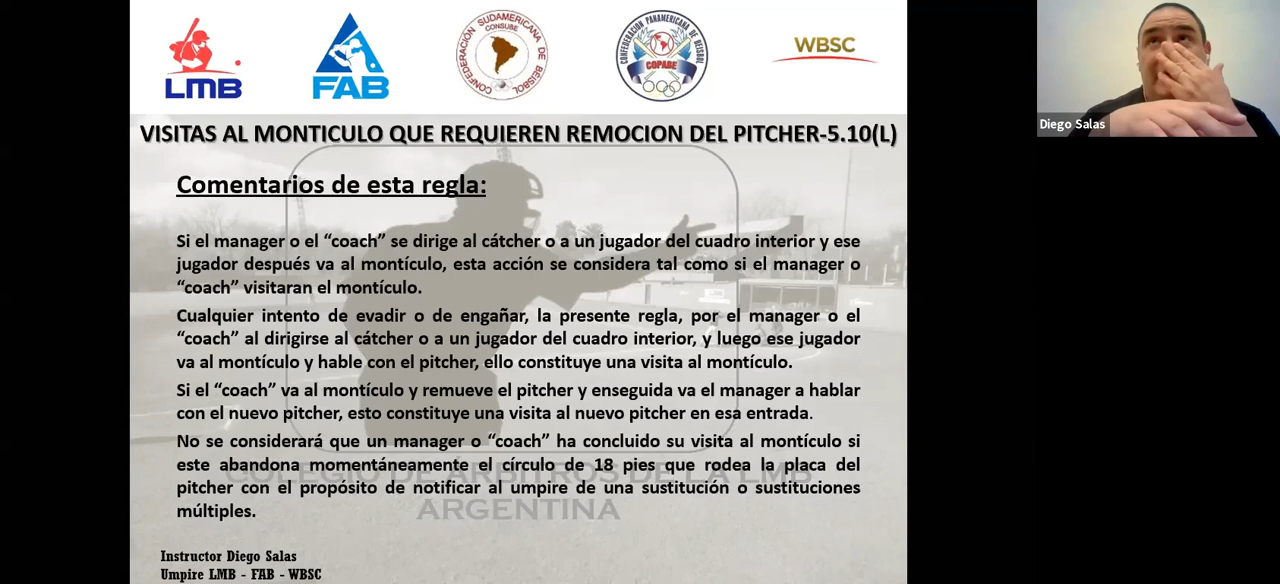 LMB
FAB
CONFEDERACIÓN SUDAMERICANA DE BÉISBOL
CONSUBE
CONFEDERACION PANAMERICANA DE BEISBOL
COPABE
WBSC
Diego Salas
VISITAS AL MONTICULO QUE REQUIEREN REMOCION DEL PITCHER-5.10(L)
Comentarios de esta regla:
Si el manager o el “coach” se dirige al cátcher o a un jugador del cuadro interior y ese
jugador después va al montículo, esta acción se considera tal como si el manager o
“coach” visitaran el montículo.
Cualquier intento de evadir o de engañar, la presente regla, por el manager o el
“coach” al dirigirse al cátcher o a un jugador del cuadro interior, y luego ese jugador
va al montículo y hable con el pitcher, ello constituye una visita al montículo.
Si el “coach” va al montículo y remueve el pitcher y enseguida va el manager a hablar
con el nuevo pitcher, esto constituye una visita al nuevo pitcher en esa entrada.
No se considerará que un manager o “coach” ha concluido su visita al montículo si
este abandona momentáneamente el círculo de 18 pies que rodea la placa del
pitcher con el propósito de notificar al umpire de una sustitución o sustituciones
múltiples.
COLEGIO DE ÁRBITROS DE LA LMB
ARGENTINA
Instructor Diego Salas
Umpire LMB - FAB - WBSC